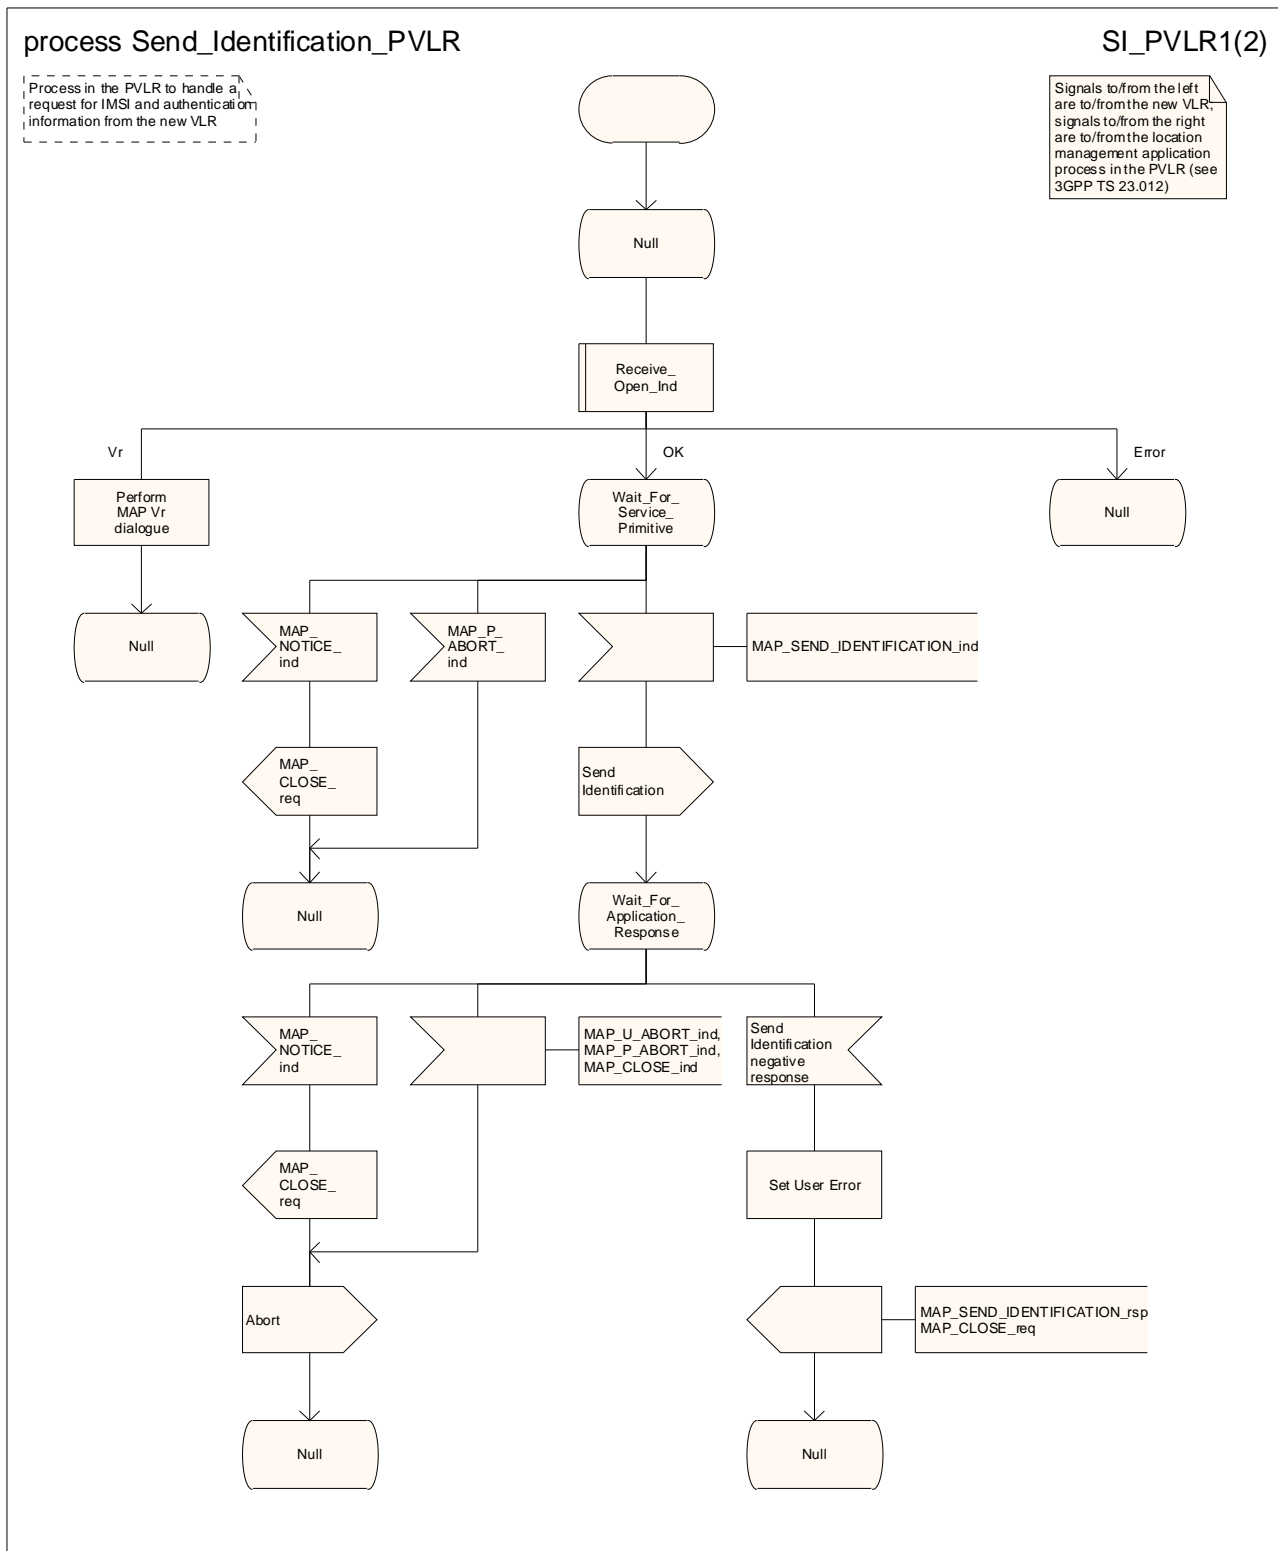 process Send_Identification_PVLR
SI_PVLR1(2)
Process in the PVLR to handle a
request for IMSI and authentication
information from the new VLR
Signals to/from the left
are to/from the new VLR;
signals to/from the right
are to/from the location
management application
process in the PVLR (see
3GPP TS 23.012)
Null
Receive_
Open_Ind
Vr
OK
Error
Perform
MAP Vr
dialogue
Wait_For_
Service_
Primitive
Null
Null
MAP_
NOTICE_
ind
MAP_P_
ABORT_
ind
MAP_SEND_IDENTIFICATION_ind
MAP_
CLOSE_
req
Send
Identification
Null
Wait_For_
Application_
Response
MAP_
NOTICE_
ind
MAP_U_ABORT_ind,
MAP_P_ABORT_ind,
MAP_CLOSE_ind
Send
Identification
negative
response
MAP_
CLOSE_
req
Set User Error
Abort
MAP_SEND_IDENTIFICATION_rsp
MAP_CLOSE_req
Null
Null